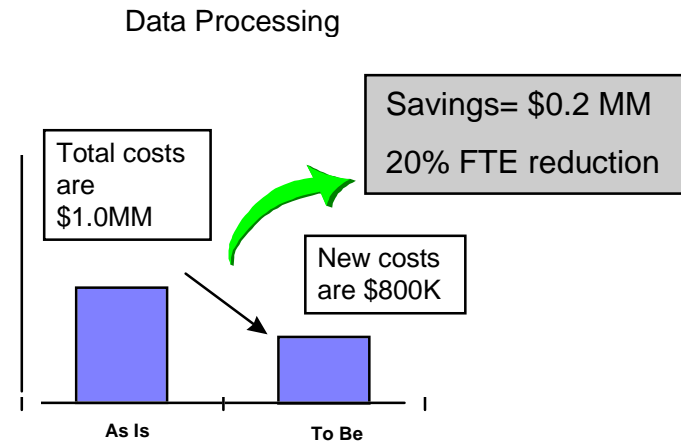 Data Processing
Savings= $0.2 MM
20% FTE reduction
Total costs
are
$1.0MM
New costs
are $800K
As Is
To Be